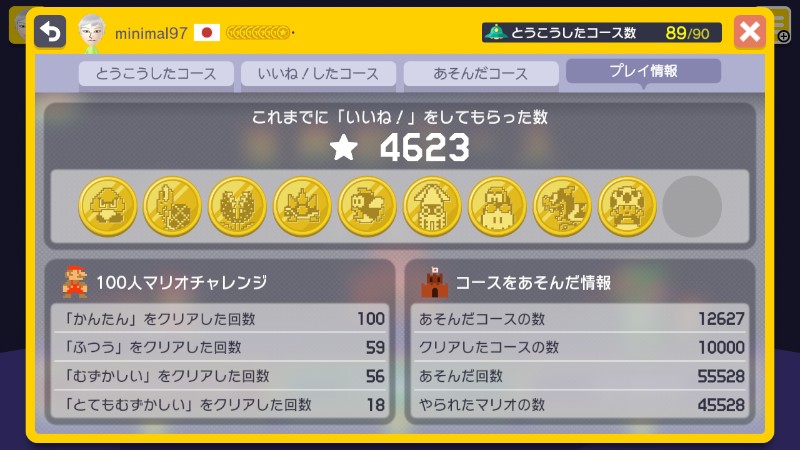 minimal97
とうこうしたコース数 89/90
とうこうしたコース いいね！したコース あそんだコース プレイ情報
これまでに「いいね！」をしてもらった数
4623
100人マリオチャレンジ
「かんたん」をクリアした回数 100
「ふつう」をクリアした回数 59
「むずかしい」をクリアした回数 56
「とてもむずかしい」をクリアした回数 18
コースをあそんだ情報
あそんだコースの数 12627
クリアしたコースの数 10000
あそんだ回数 55528
やられたマリオの数 45528